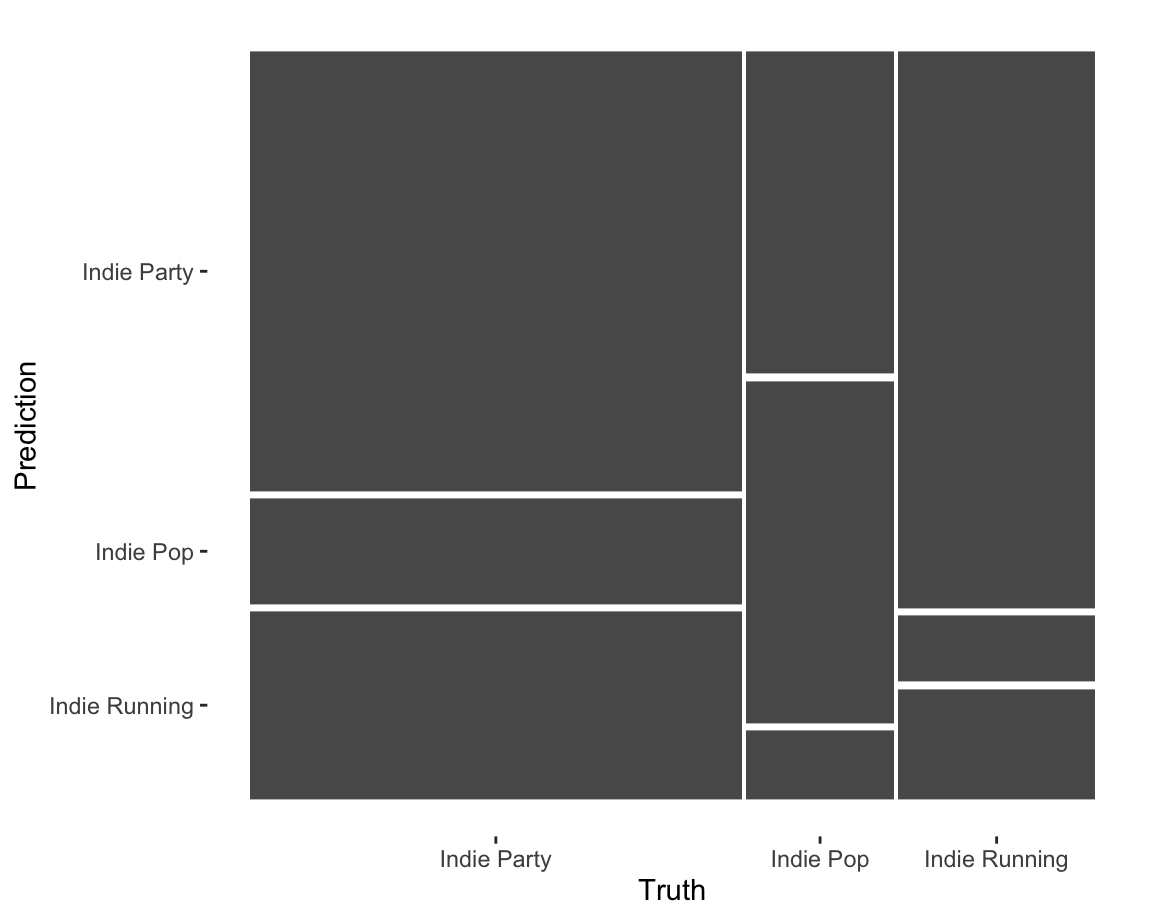 Indie Party
Indie Pop
Indie Running
Prediction
Indie Party
Indie Pop
Indie Running
Truth